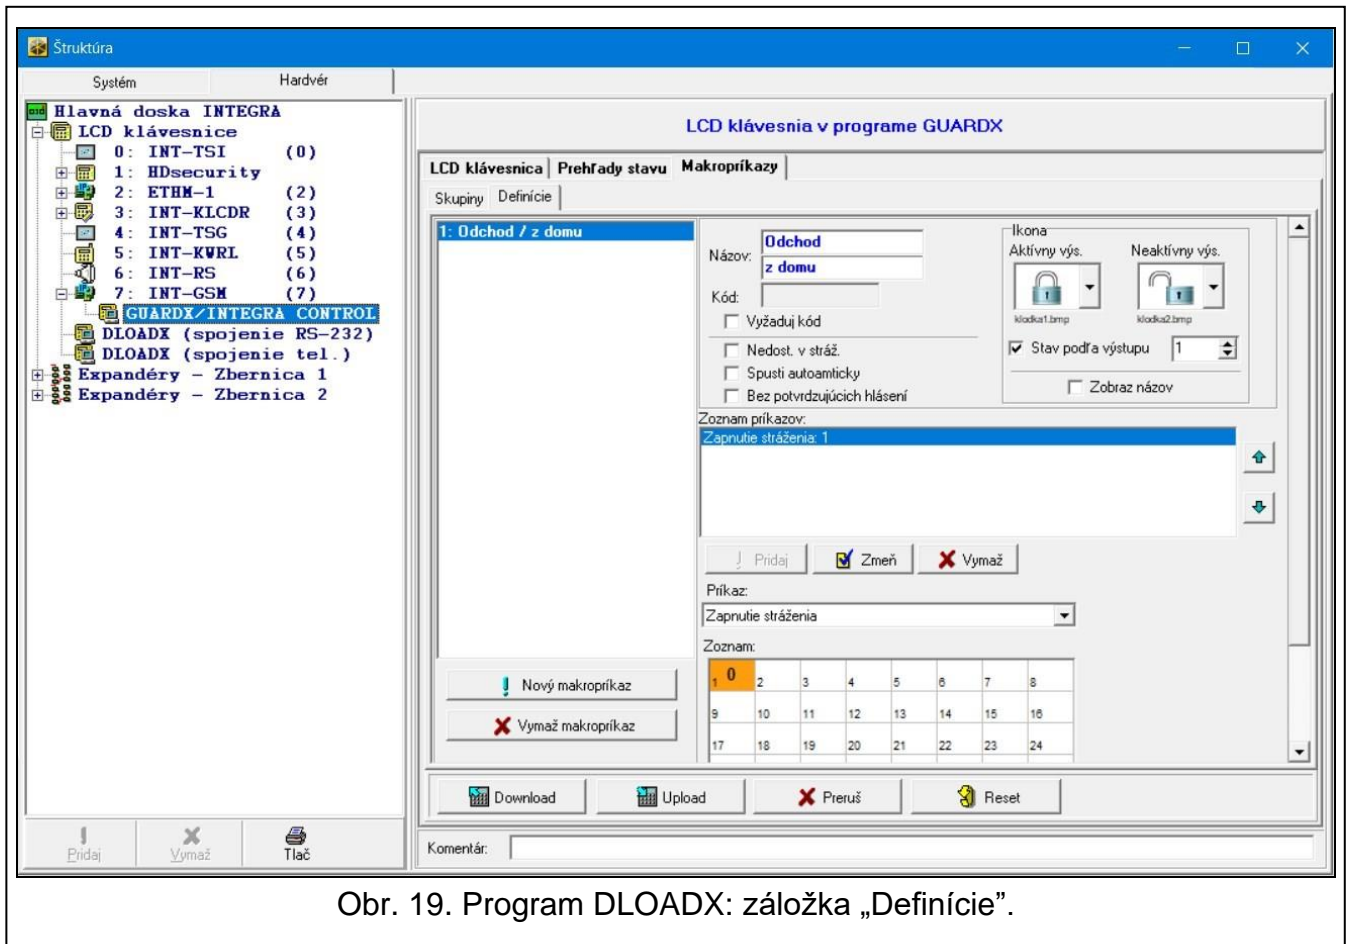 Štruktúra
Systém
Hardvér
Hlavná doska INTEGRA
LCD klávesnice
0: INT-TSI (0)
1: HDsecurity
2: ETHM-1 (2)
3: INT-KLCDR (3)
4: INT-TSG (4)
5: INT-KWRL (5)
6: INT-RS (6)
7: INT-GSM (7)
GUARDX/INTEGRA CONTROL
DLOADX (spojenie RS-232)
DLOADX (spojenie tel.)
Expandéry - Zbernica 1
Expandéry - Zbernica 2
Pridaj
Vymaž
Tlač
LCD klávesnia v programe GUARDX
LCD klávesnica
Prehľady stavu
Makropríkazy
Skupiny
Definície
1: Odchod / z domu
Nový makropríkaz
Vymaž makropríkaz
Názov:
Odchod
z domu
Kód:
Vyžaduj kód
Nedost. v stráž.
Spusti autoamticky
Bez potvrdzujúcich hlásení
Ikona
Aktívny výs.
Neaktívny výs.
klodka1.bmp
klodka2.bmp
Stav podľa výstupu 1
Zobraz názov
Zoznam príkazov:
Zapnutie stráženia: 1
Pridaj
Zmeň
Vymaž
Príkaz:
Zapnutie stráženia
Zoznam:
1 0 2 3 4 5 6 7 8
9 10 11 12 13 14 15 16
17 18 19 20 21 22 23 24
Download
Upload
Preruš
Reset
Komentár:
Obr. 19. Program DLOADX: záložka „Definície”.